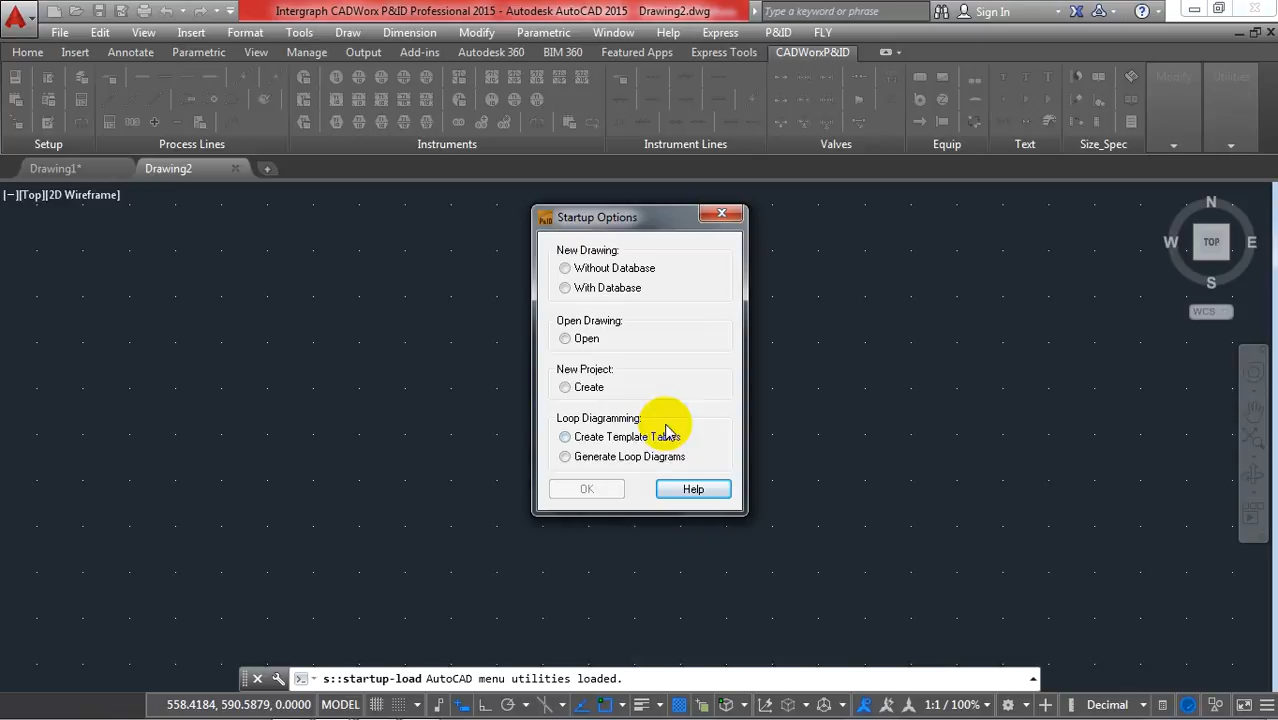 Intergraph CADWorx P&ID Professional 2015 - Autodesk AutoCAD 2015 Drawing2.dwg
Type a keyword or phrase
Sign In
File Edit View Insert Format Tools Draw Dimension Modify Parametric Window Help Express P&ID FLY
Home Insert Annotate Parametric View Manage Output Add-ins Autodesk 360 BIM 360 Featured Apps Express Tools CADWorxP&ID
Modify Utilities
Setup Process Lines Instruments Instrument Lines Valves Equip Text Size_Spec
Drawing1* Drawing2
[−][Top][2D Wireframe]
N
W TOP E
S
WCS
P&ID Startup Options
New Drawing:
Without Database
With Database
Open Drawing:
Open
New Project:
Create
Loop Diagramming:
Create Template Tables
Generate Loop Diagrams
OK Help
s::startup-load AutoCAD menu utilities loaded.
558.4184, 590.5879, 0.0000 MODEL 1:1 / 100% Decimal